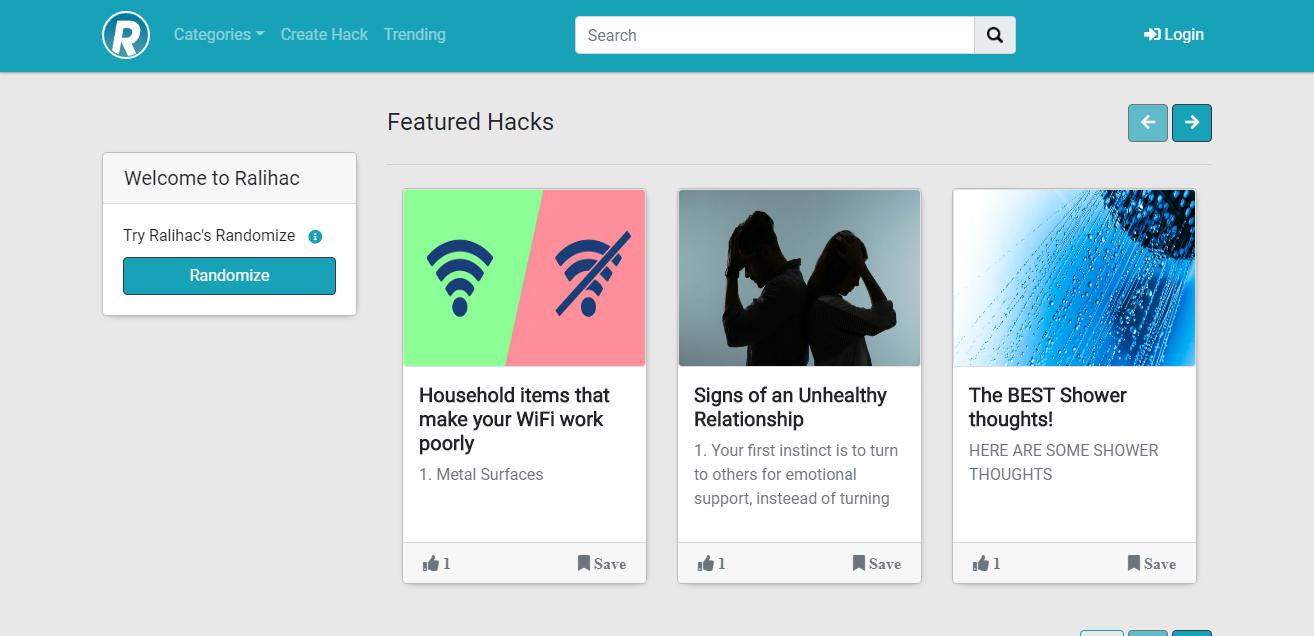 R
Categories
Create Hack
Trending
Search
Login
Featured Hacks
Welcome to Ralihac
Try Ralihac's Randomize
Randomize
Household items that
make your WiFi work
poorly
1. Metal Surfaces
1
Save
Signs of an Unhealthy
Relationship
1. Your first instinct is to turn
to others for emotional
support, insteead of turning
1
Save
The BEST Shower
thoughts!
HERE ARE SOME SHOWER
THOUGHTS
1
Save